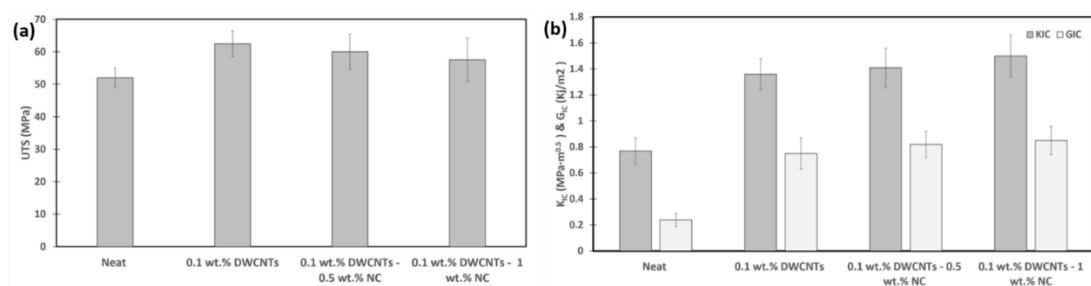 (a)
70
60
50
40
30
20
10
0
UTS (MPa)
Neat
0.1 wt.% DWCNTs
0.1 wt.% DWCNTs -
0.5 wt.% NC
0.1 wt.% DWCNTs - 1
wt.% NC
(b)
1.8
1.6
1.4
1.2
1
0.8
0.6
0.4
0.2
0
KIC (MPa·m0.5 ) & GIC (Kj/m2 )
KIC
GIC
Neat
0.1 wt.% DWCNTs
0.1 wt.% DWCNTs - 0.5
wt.% NC
0.1 wt.% DWCNTs - 1
wt.% NC